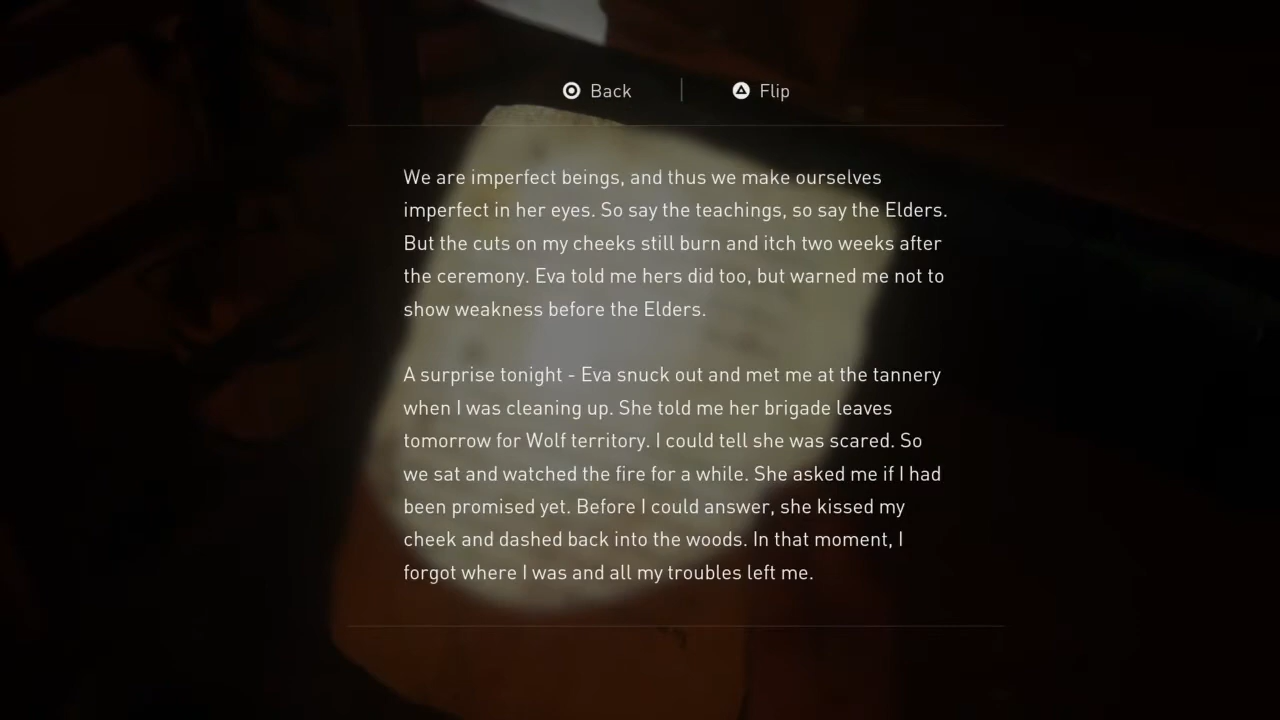 Back | Flip
We are imperfect beings, and thus we make ourselves
imperfect in her eyes. So say the teachings, so say the Elders.
But the cuts on my cheeks still burn and itch two weeks after
the ceremony. Eva told me hers did too, but warned me not to
show weakness before the Elders.
A surprise tonight - Eva snuck out and met me at the tannery
when I was cleaning up. She told me her brigade leaves
tomorrow for Wolf territory. I could tell she was scared. So
we sat and watched the fire for a while. She asked me if I had
been promised yet. Before I could answer, she kissed my
cheek and dashed back into the woods. In that moment, I
forgot where I was and all my troubles left me.